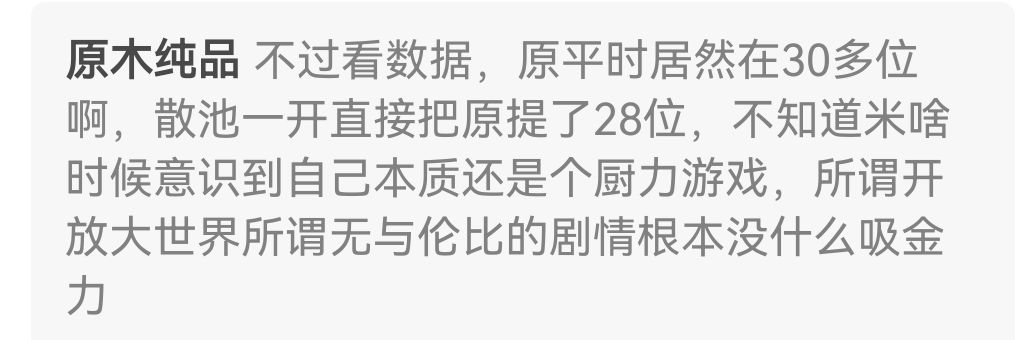 原木纯品 不过看数据，原平时居然在30多位
啊，散池一开直接把原提了28位，不知道米啥
时候意识到自己本质还是个厨力游戏，所谓开
放大世界所谓无与伦比的剧情根本没什么吸金
力